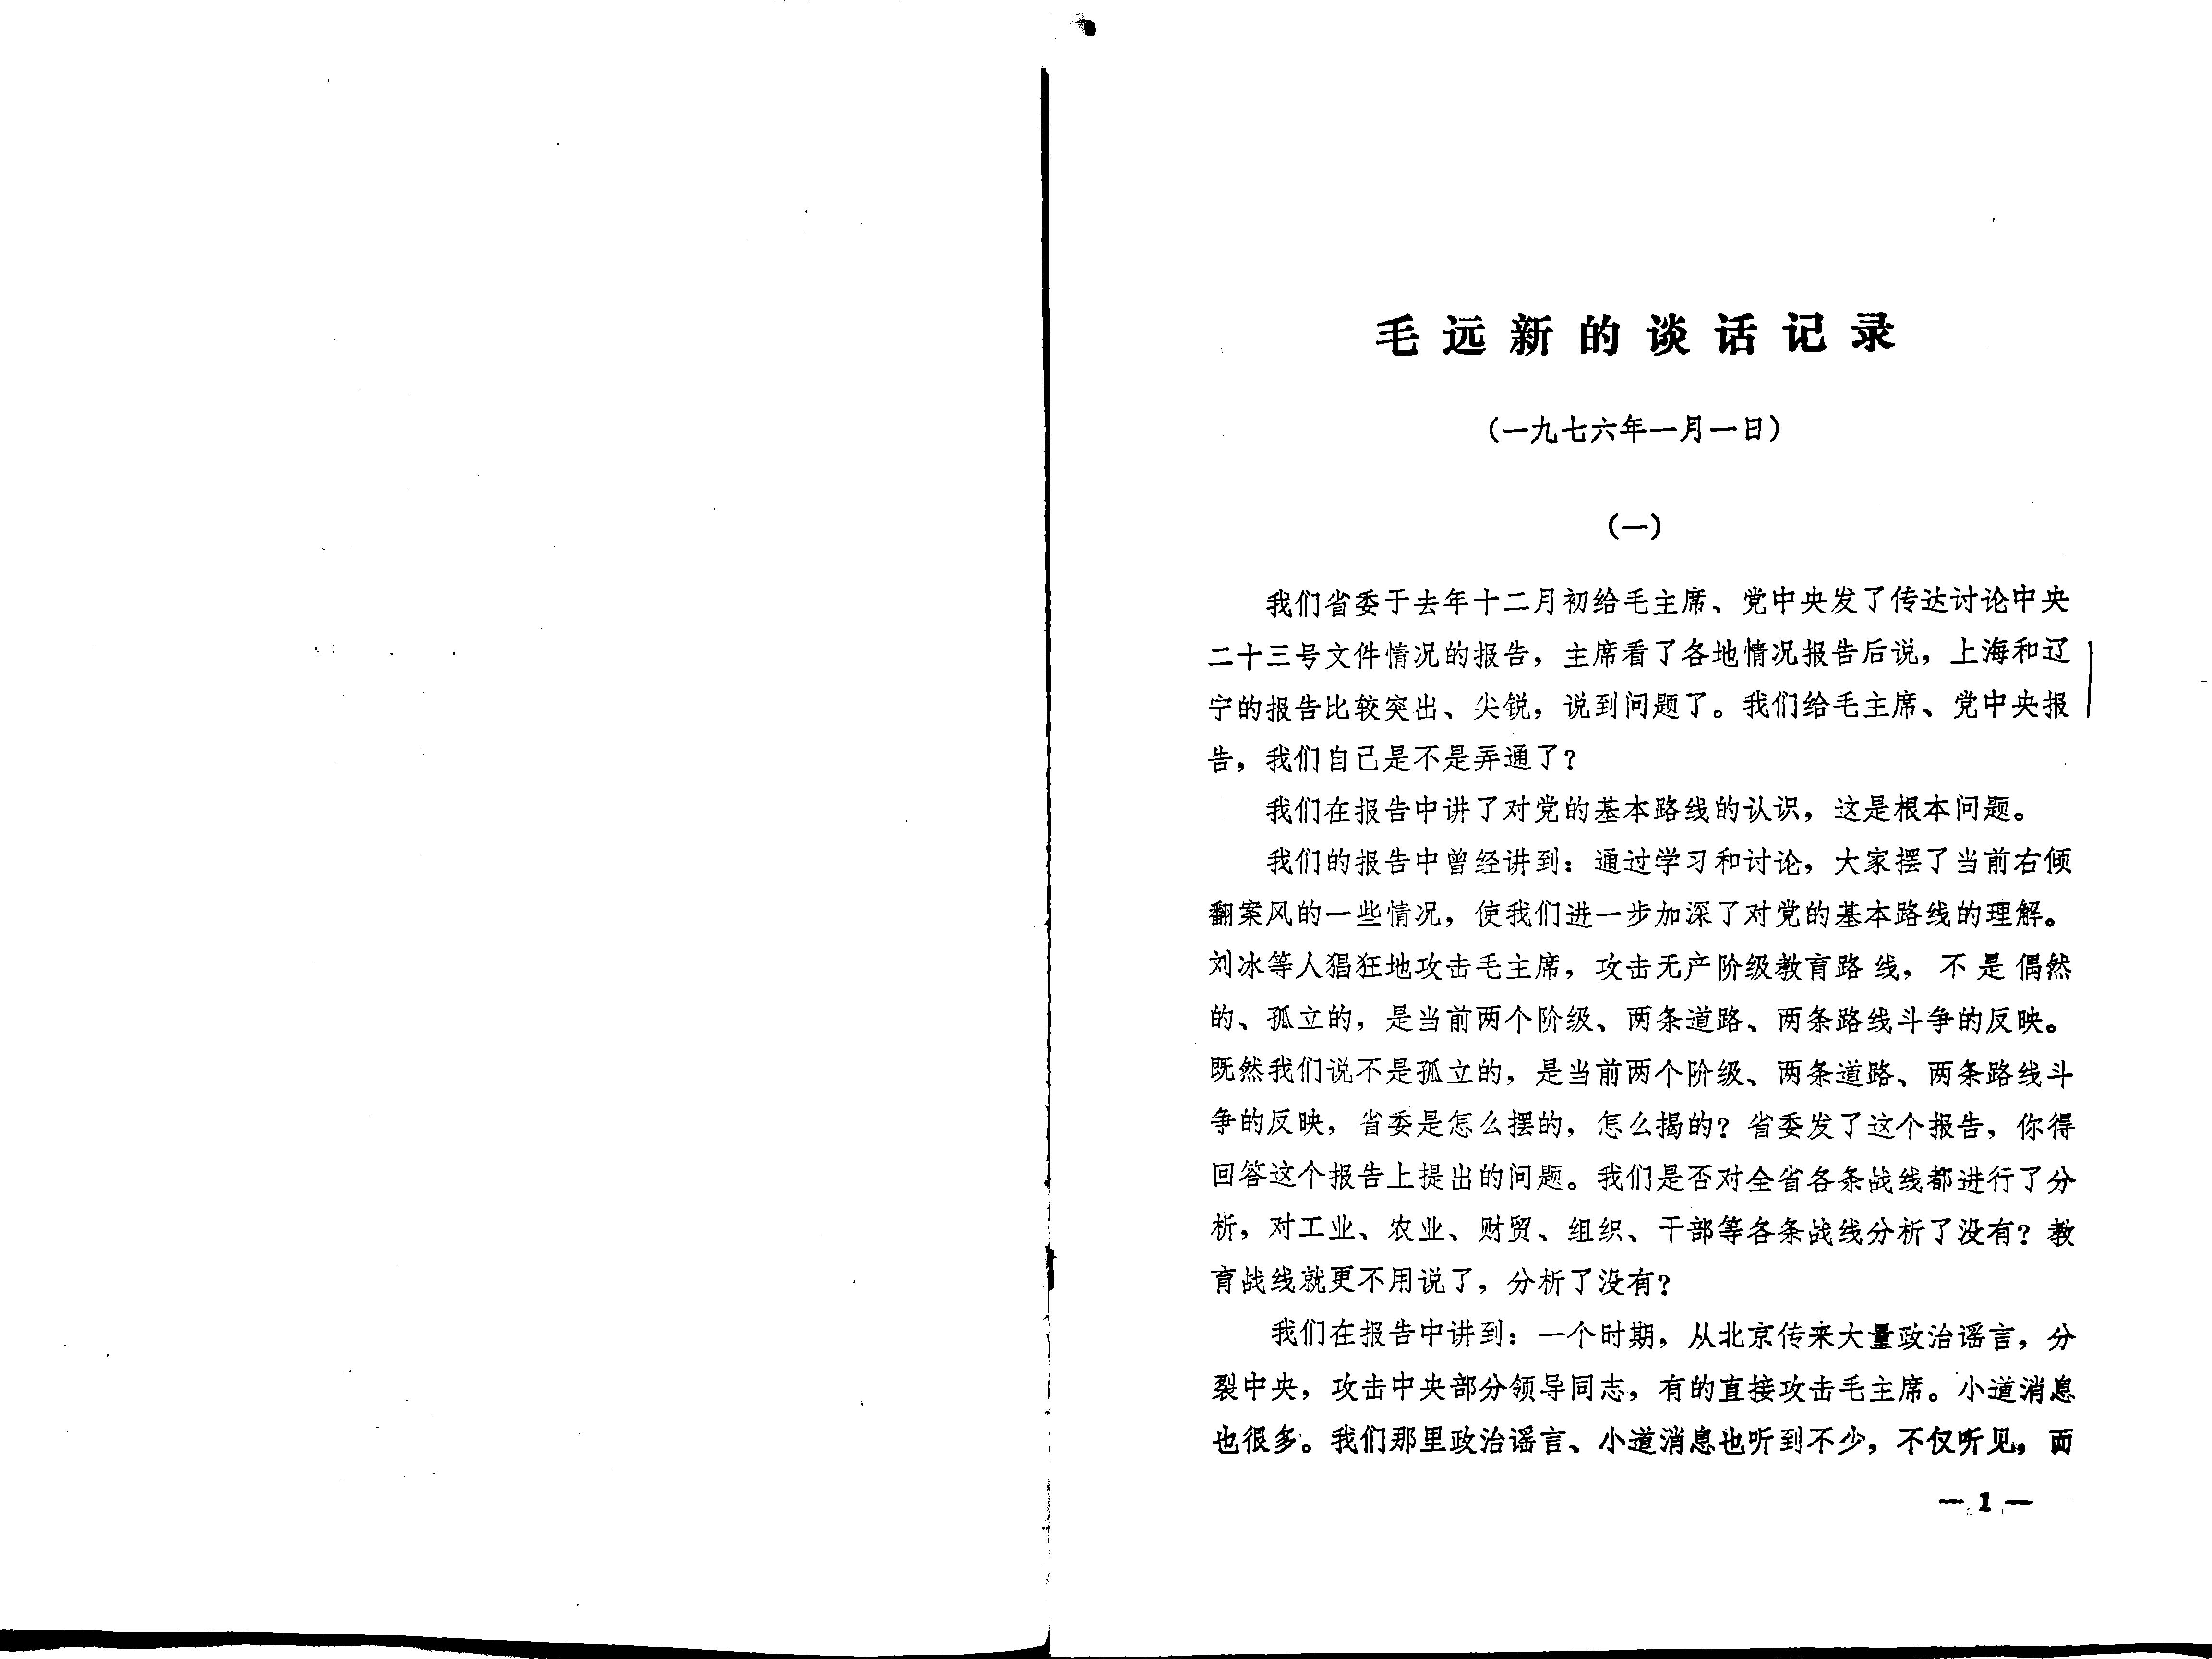 毛远新的谈话记录
(一九七六年一月一日)
(一)
我们省委于去年十二月初给毛主席、党中央发了传达讨论中央
二十三号文件情况的报告，主席看了各地情况报告后说，上海和辽
宁的报告比较突出、尖锐，说到问题了。我们给毛主席、党中央报
告，我们自己是不是弄通了?
我们在报告中讲了对党的基本路线的认识，这是根本问题。
我们的报告中曾经讲到：通过学习和讨论，大家摆了当前右倾
翻案风的一些情况，使我们进一步加深了对党的基本路线的理解。
刘冰等人猖狂地攻击毛主席，攻击无产阶级教育路线，不是偶然
的、孤立的，是当前两个阶级、两条道路、两条路线斗争的反映。
既然我们说不是孤立的，是当前两个阶级、两条道路、两条路线斗
争的反映，省委是怎么摆的，怎么揭的?省委发了这个报告，你得
回答这个报告上提出的问题。我们是否对全省各条战线都进行了分
析，对工业、农业、财贸、组织、干部等各条战线分析了没有?教
育战线就更不用说了，分析了没有?
我们在报告中讲到：一个时期，从北京传来大量政治谣言，分
裂中央，攻击中央部分领导同志，有的直接攻击毛主席。小道消息
也很多。我们那里政治谣言、小道消息也听到不少，不仅听见，而
— 1 —